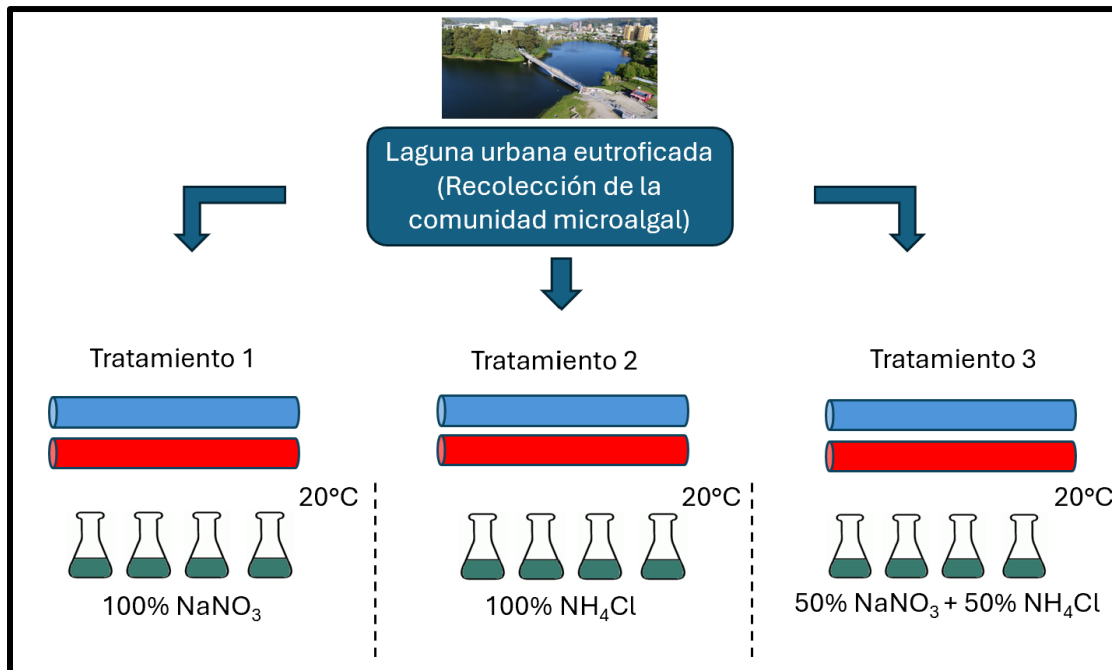 Laguna urbana eutroficada
(Recolección de la
comunidad microalgal)
Tratamiento 1
Tratamiento 2
Tratamiento 3
20°C
20°C
20°C
100% NaNO₃
100% NH₄Cl
50% NaNO₃ + 50% NH₄Cl